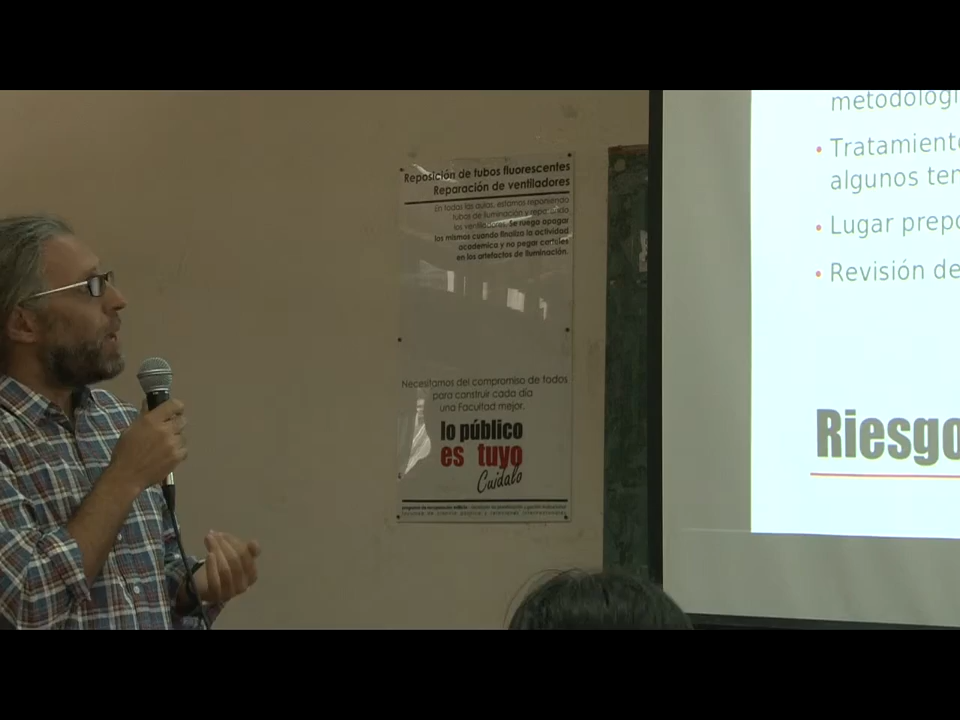 Reposición de tubos fluorescentes
Reparación de ventiladores
En todas las aulas, estamos reponiendo
tubos de iluminación y reparando
los ventiladores. Se ruega apagar
los mismos cuando finaliza la actividad
académica y no pegar carteles
en los artefactos de iluminación.
Necesitamos del compromiso de todos
para construir cada día
una Facultad mejor.
lo público
es tuyo
Cuidalo
metodologi
Tratamiento
algunos tem
Lugar prepo
Revisión de
Riesgo